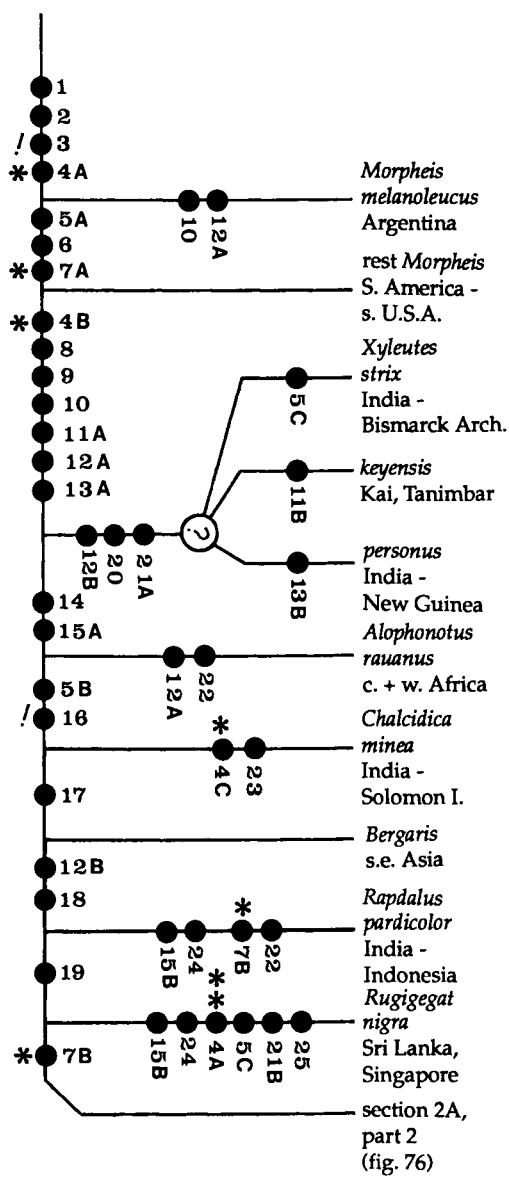 1
2
! 3
* 4A
10 12A
Morpheis
melanoleucus
Argentina
5A
6
* 7A
rest Morpheis
S. America -
s. U.S.A.
* 4B
8
9
10
11A
12A
13A
5C
Xyleutes
strix
India -
Bismarck Arch.
11B
keyensis
Kai, Tanimbar
12B 20 21A ?
13B
personus
India -
New Guinea
14
15A
12A 22
Alophonotus
rauanus
c. + w. Africa
5B
! 16
*
4C 23
Chalcidica
minea
India -
Solomon I.
17
Bergaris
s.e. Asia
12B
18
*
15B 24 7B 22
Rapdalus
pardicolor
India -
Indonesia
19
* *
15B 24 4A 5C 21B 25
Rugigegat
nigra
Sri Lanka,
Singapore
* 7B
section 2A,
part 2
(fig. 76)